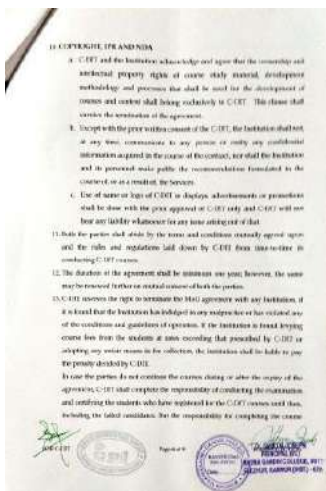 10. COPYRIGHT, IPR AND NDA
a. C-DIT and the Institution acknowledge and agree that the ownership and
intellectual property rights of course study material, development
methodology and processes that shall be used for the development of
courses and content shall belong exclusively to C-DIT. This clause shall
survive the termination of the agreement.
b. Except with the prior written consent of the C-DIT, the Institution shall not,
at any time, communicate to any person or entity any confidential
information acquired in the course of the contract, nor shall the Institution
and its personnel make public the recommendations formulated in the
course of, or as a result of, the Services.
c. Use of name or logo of C-DIT in displays, advertisements or promotions
shall be done with the prior approval of C-DIT only and C-DIT will not
bear any liability whatsoever for any issue arising out of that.
11. Both the parties shall abide by the terms and conditions mutually agreed upon
and the rules and regulations laid down by C-DIT from time-to-time in
conducting C-DIT courses.
12. The duration of the agreement shall be minimum one year; however, the same
may be renewed further on mutual consent of both the parties.
13. C-DIT reserves the right to terminate the MoU agreement with any Institution, if
it is found that the Institution has indulged in any malpractice or has violated any
of the conditions and guidelines of operation. If the Institution is found levying
course fees from the students at rates exceeding that prescribed by C-DIT or
adopting any unfair means in fee collection, the Institution shall be liable to pay
the penalty decided by C-DIT.
In case the parties do not continue the courses during or after the expiry of the
agreement, C-DIT shall complete the responsibility of conducting the examination
and certifying the students who have registered for the C-DIT courses until then,
including the failed candidates. But the responsibility for completing the course
PRINCIPAL